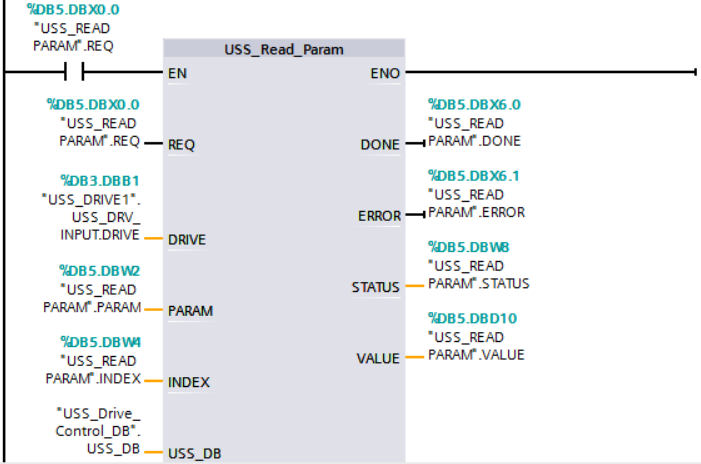 %DB5.DBX0.0
"USS_READ
PARAM".REQ
USS_Read_Param
EN
ENO
%DB5.DBX0.0
"USS_READ
PARAM".REQ
REQ
%DB5.DBX6.0
"USS_READ
PARAM".DONE
DONE
%DB3.DBB1
"USS_DRIVE1".
USS_DRV_
INPUT.DRIVE
DRIVE
%DB5.DBX6.1
"USS_READ
PARAM".ERROR
ERROR
%DB5.DBW2
"USS_READ
PARAM".PARAM
PARAM
%DB5.DBW8
"USS_READ
PARAM".STATUS
STATUS
%DB5.DBW4
"USS_READ
PARAM".INDEX
INDEX
%DB5.DBD10
"USS_READ
PARAM".VALUE
VALUE
"USS_Drive_
Control_DB".
USS_DB
USS_DB